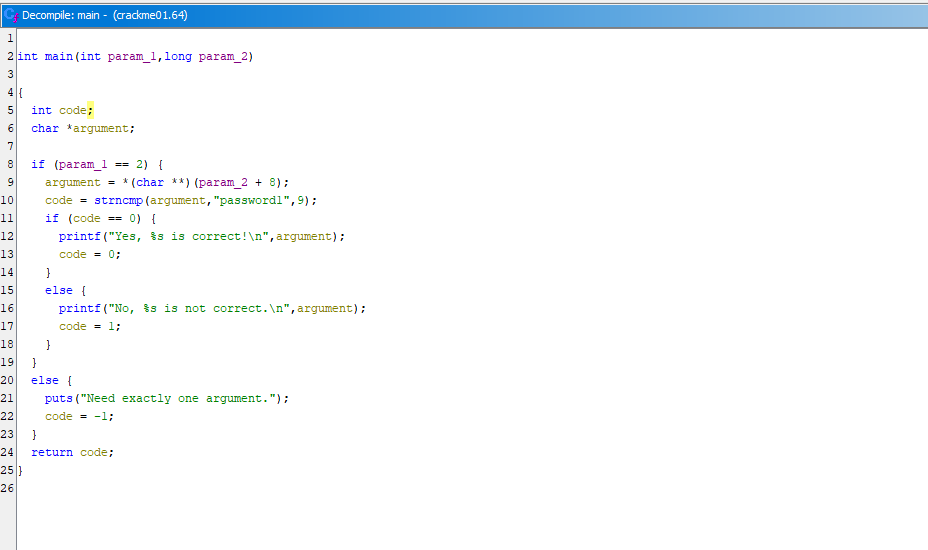 Decompile: main - (crackme01.64)
1
2 int main(int param_1,long param_2)
3
4 {
5   int code;
6   char *argument;
7
8   if (param_1 == 2) {
9     argument = *(char **)(param_2 + 8);
10     code = strncmp(argument,"password1",9);
11     if (code == 0) {
12       printf("Yes, %s is correct!\n",argument);
13       code = 0;
14     }
15     else {
16       printf("No, %s is not correct.\n",argument);
17       code = 1;
18     }
19   }
20   else {
21     puts("Need exactly one argument.");
22     code = -1;
23   }
24   return code;
25 }
26